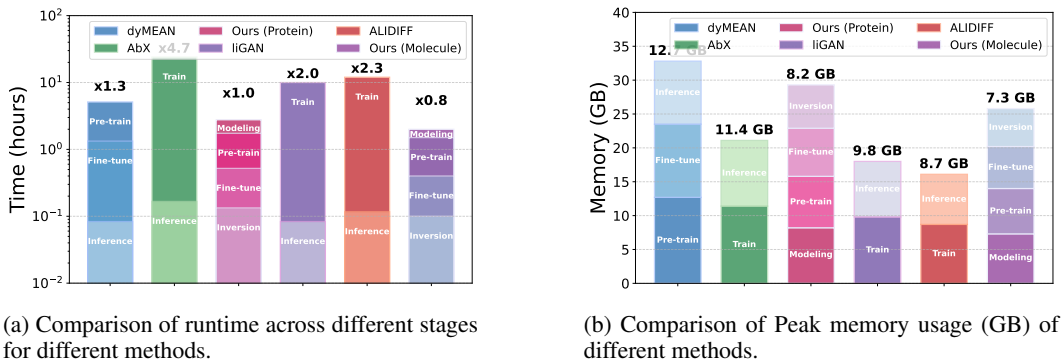 dyMEAN
AbX
Ours (Protein)
liGAN
ALIDIFF
Ours (Molecule)
Time (hours)
10²
10¹
10⁰
10⁻¹
10⁻²
x1.3
x4.7
x1.0
x2.0
x2.3
x0.8
Pre-train
Fine-tune
Inference
Train
Inference
Modeling
Pre-train
Fine-tune
Inversion
Train
Inference
Train
Inference
Modeling
Pre-train
Fine-tune
Inversion
(a) Comparison of runtime across different stages
for different methods.
dyMEAN
AbX
Ours (Protein)
liGAN
ALIDIFF
Ours (Molecule)
Memory (GB)
40
35
30
25
20
15
10
5
0
12.7 GB
11.4 GB
8.2 GB
9.8 GB
8.7 GB
7.3 GB
Inference
Fine-tune
Pre-train
Inference
Train
Inversion
Fine-tune
Pre-train
Modeling
Inference
Train
Inference
Train
Inversion
Fine-tune
Pre-train
Modeling
(b) Comparison of Peak memory usage (GB) of
different methods.